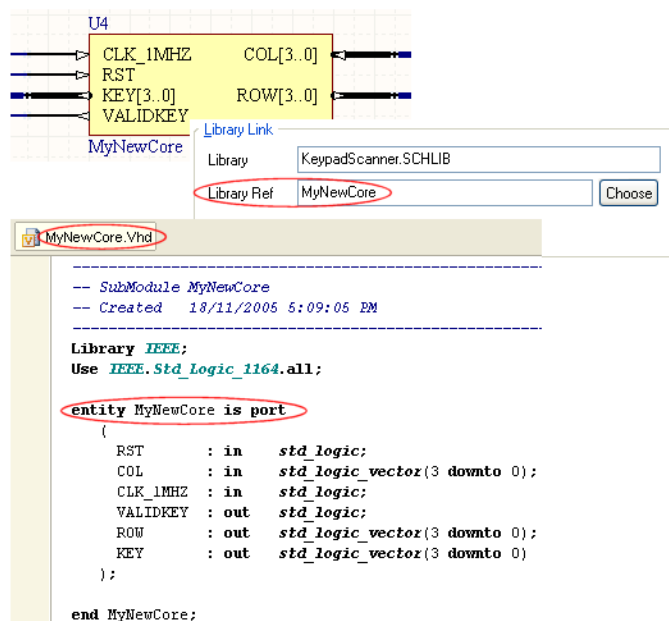 U4
CLK_1MHZ COL[3..0]
RST
KEY[3..0] ROW[3..0]
VALIDKEY
MyNewCore
Library Link
Library KeypadScanner.SCHLIB
Library Ref MyNewCore Choose
MyNewCore.Vhd
------------------------------------------------------------
-- SubModule MyNewCore
-- Created 18/11/2005 5:09:05 PM
------------------------------------------------------------
Library IEEE;
Use IEEE.Std_Logic_1164.all;
entity MyNewCore is port
(
RST : in std_logic;
COL : in std_logic_vector(3 downto 0);
CLK_1MHZ : in std_logic;
VALIDKEY : out std_logic;
ROW : out std_logic_vector(3 downto 0);
KEY : out std_logic_vector(3 downto 0)
);
end MyNewCore;